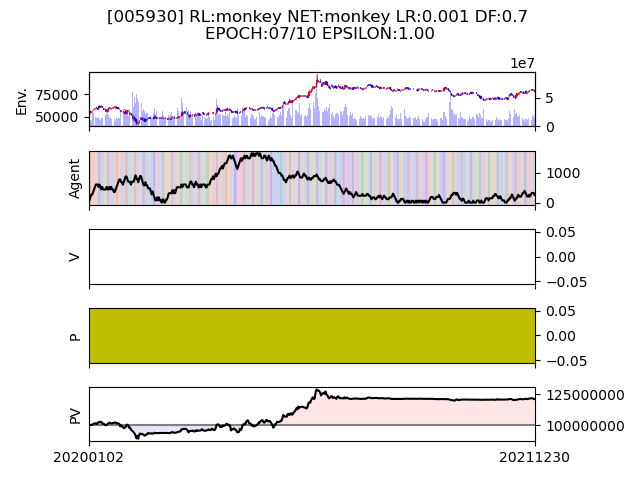 [005930] RL:monkey NET:monkey LR:0.001 DF:0.7
EPOCH:07/10 EPSILON:1.00
1e7
Env.
75000
50000
5
0
Agent
1000
0
V
0.05
0.00
−0.05
P
0.05
0.00
−0.05
PV
125000000
100000000
20200102
20211230